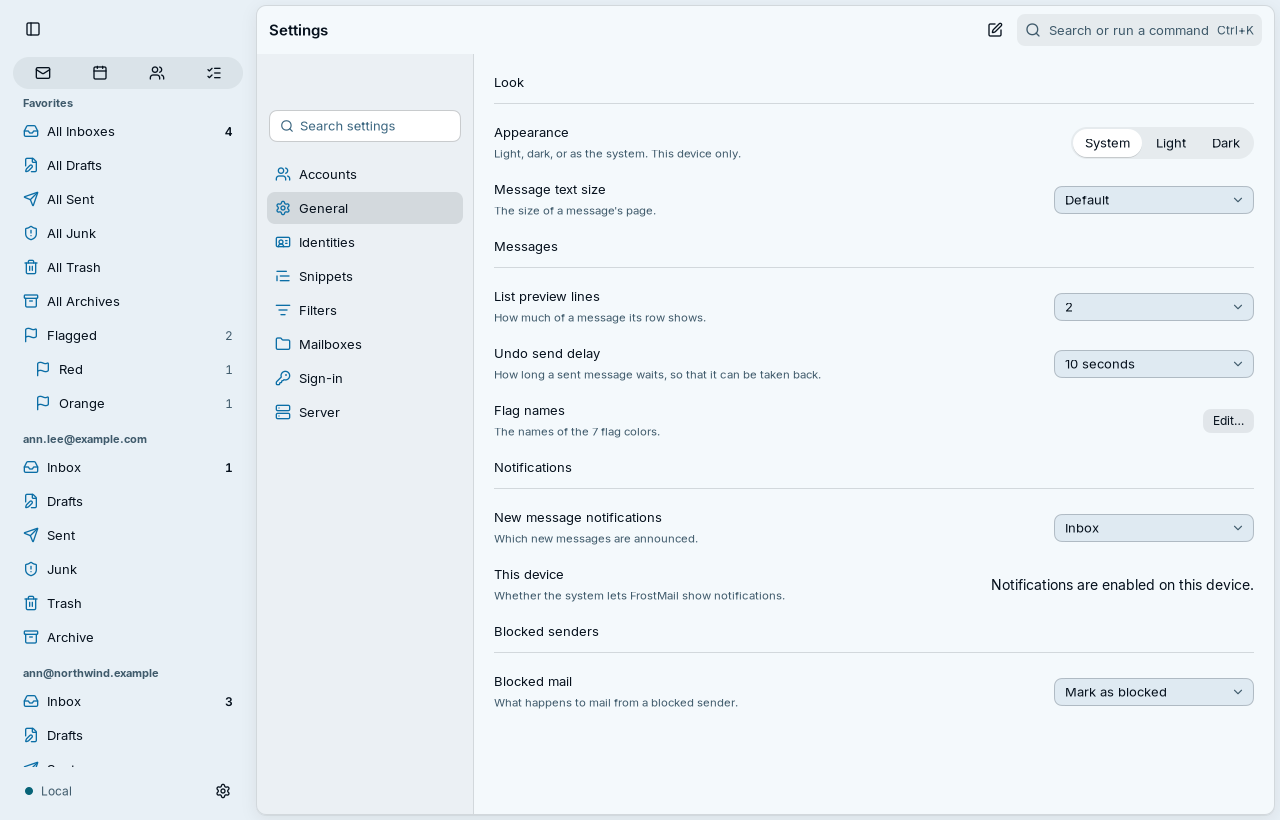 Settings
Search or run a command Ctrl+K
Favorites
All Inboxes 4
All Drafts
All Sent
All Junk
All Trash
All Archives
Flagged 2
Red 1
Orange 1
ann.lee@example.com
Inbox 1
Drafts
Sent
Junk
Trash
Archive
ann@northwind.example
Inbox 3
Drafts
Local
Search settings
Accounts
General
Identities
Snippets
Filters
Mailboxes
Sign-in
Server
Look
Appearance
Light, dark, or as the system. This device only.
System Light Dark
Message text size
The size of a message's page.
Default
Messages
List preview lines
How much of a message its row shows.
2
Undo send delay
How long a sent message waits, so that it can be taken back.
10 seconds
Flag names
The names of the 7 flag colors.
Edit...
Notifications
New message notifications
Which new messages are announced.
Inbox
This device
Whether the system lets FrostMail show notifications.
Notifications are enabled on this device.
Blocked senders
Blocked mail
What happens to mail from a blocked sender.
Mark as blocked